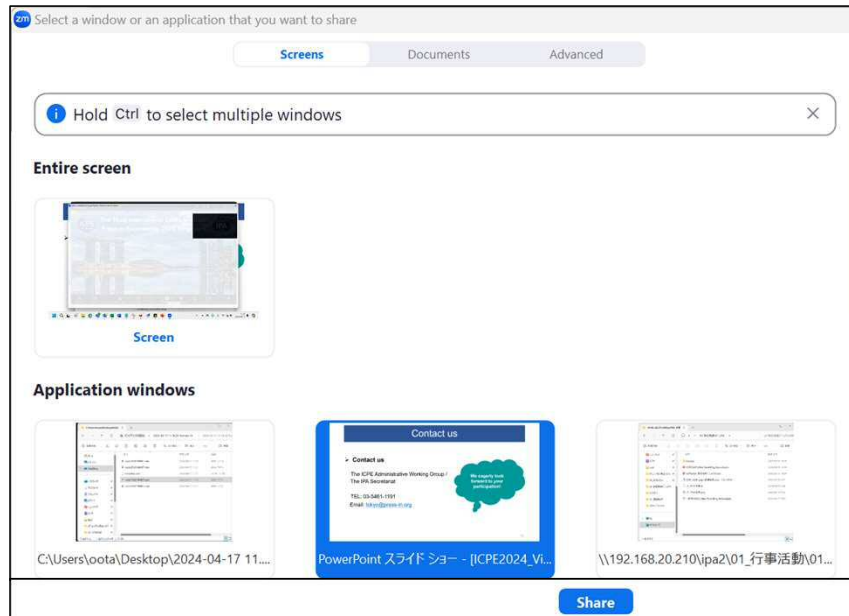 zm Select a window or an application that you want to share
Screens Documents Advanced
Hold Ctrl to select multiple windows
Entire screen
Screen
Application windows
Contact us
➢ Contact us
The ICPE Administrative Working Group /
The IPA Secretariat
TEL: 03-5461-1191
Email: tokyo@press-in.org
We eagerly look
forward to your
participation!
C:\Users\oota\Desktop\2024-04-17 11....
PowerPoint スライド ショー - [ICPE2024_Vi...
\\192.168.20.210\ipa2\01_行事活動\01...
Share